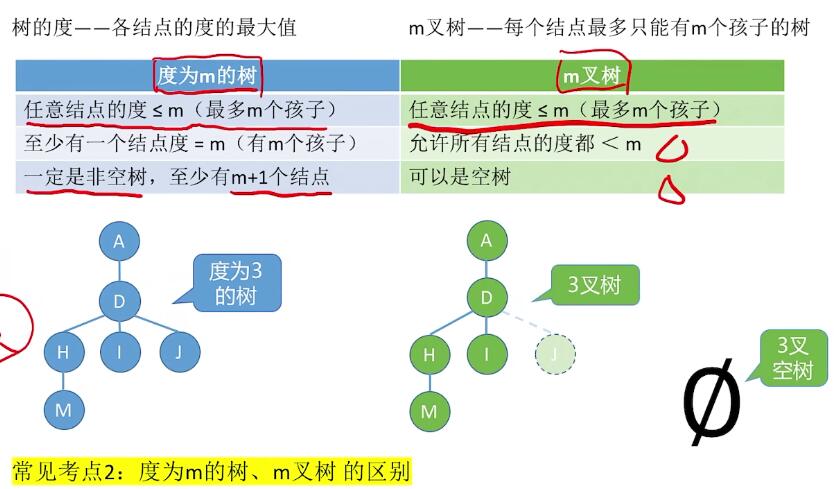 树的度——各结点的度的最大值
m叉树——每个结点最多只能有m个孩子的树
度为m的树
m叉树
任意结点的度 ≤ m（最多m个孩子）
任意结点的度 ≤ m（最多m个孩子）
至少有一个结点度 = m（有m个孩子）
允许所有结点的度都 < m
一定是非空树，至少有m+1个结点
可以是空树
A
D
H
I
J
M
度为3
的树
A
D
H
I
J
M
3叉树
Ø
3叉
空树
常见考点2：度为m的树、m叉树 的区别